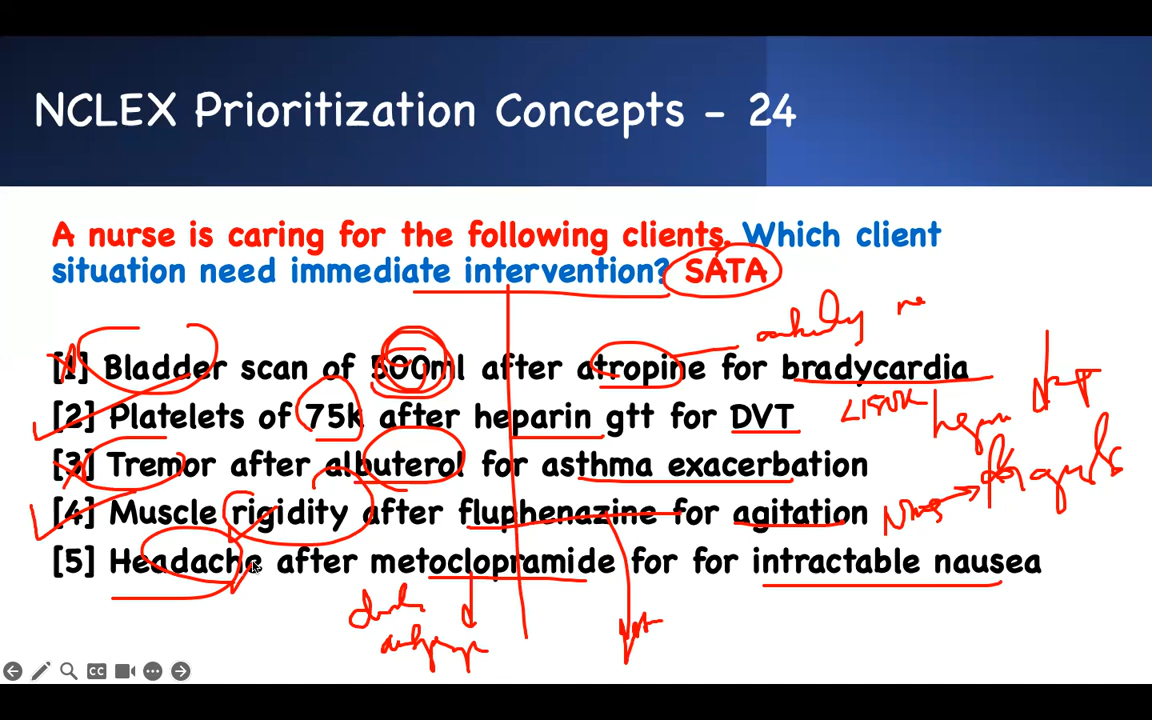 NCLEX Prioritization Concepts - 24
A nurse is caring for the following clients. Which client
situation need immediate intervention? SATA
[1] Bladder scan of 500ml after atropine for bradycardia
[2] Platelets of 75k after heparin gtt for DVT
<150k
[3] Tremor after albuterol for asthma exacerbation
[4] Muscle rigidity after fluphenazine for agitation
[5] Headache after metoclopramide for for intractable nausea
CC